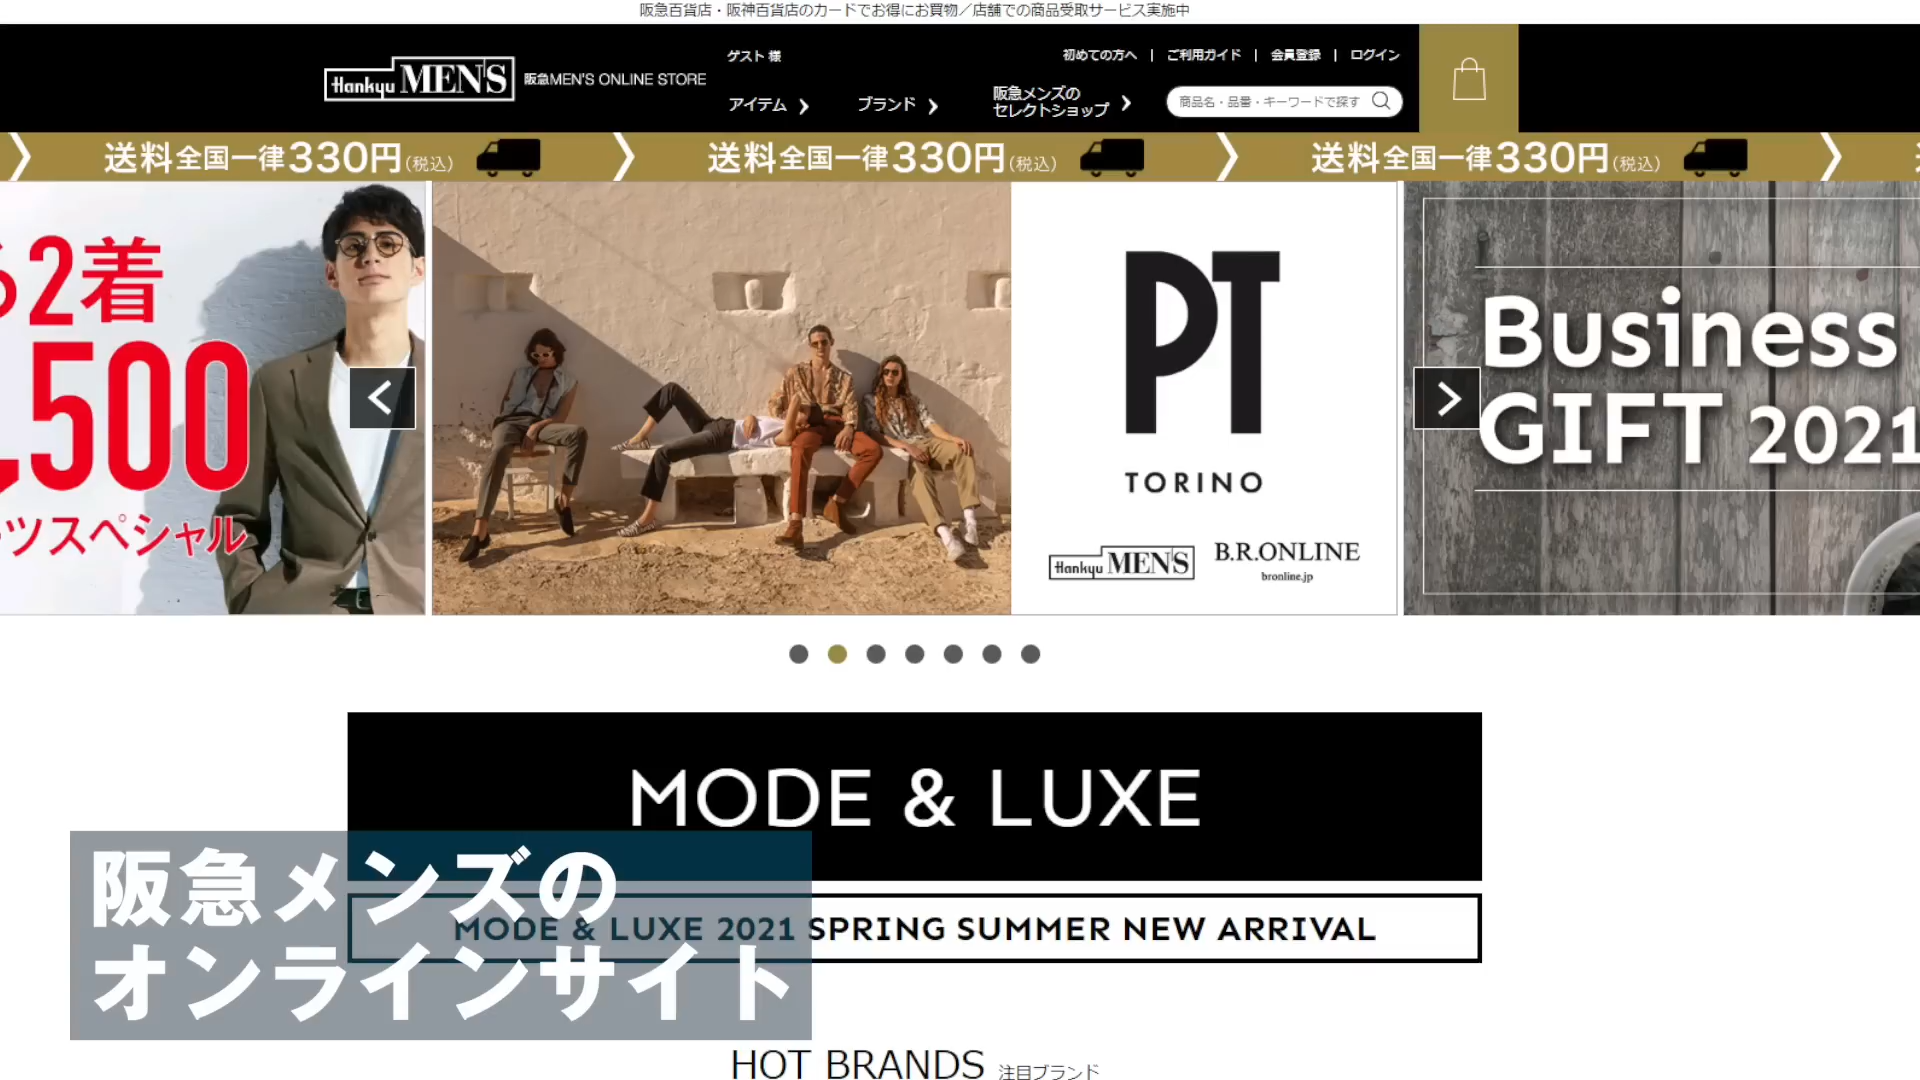 阪急百貨店・阪神百貨店のカードでお得にお買物／店舗での商品受取サービス実施中
Hankyu MEN'S 阪急MEN'S ONLINE STORE
ゲスト 様
初めての方へ | ご利用ガイド | 会員登録 | ログイン
アイテム
ブランド
阪急メンズの
セレクトショップ
商品名・品番・キーワードで探す
送料全国一律330円(税込)
送料全国一律330円(税込)
送料全国一律330円(税込)
2着
,500
ツスペシャル
PT
TORINO
Hankyu MEN'S
B.R.ONLINE
bronline.jp
Business
GIFT 2021
MODE & LUXE
MODE & LUXE 2021 SPRING SUMMER NEW ARRIVAL
阪急メンズの
オンラインサイト
HOT BRANDS 注目ブランド